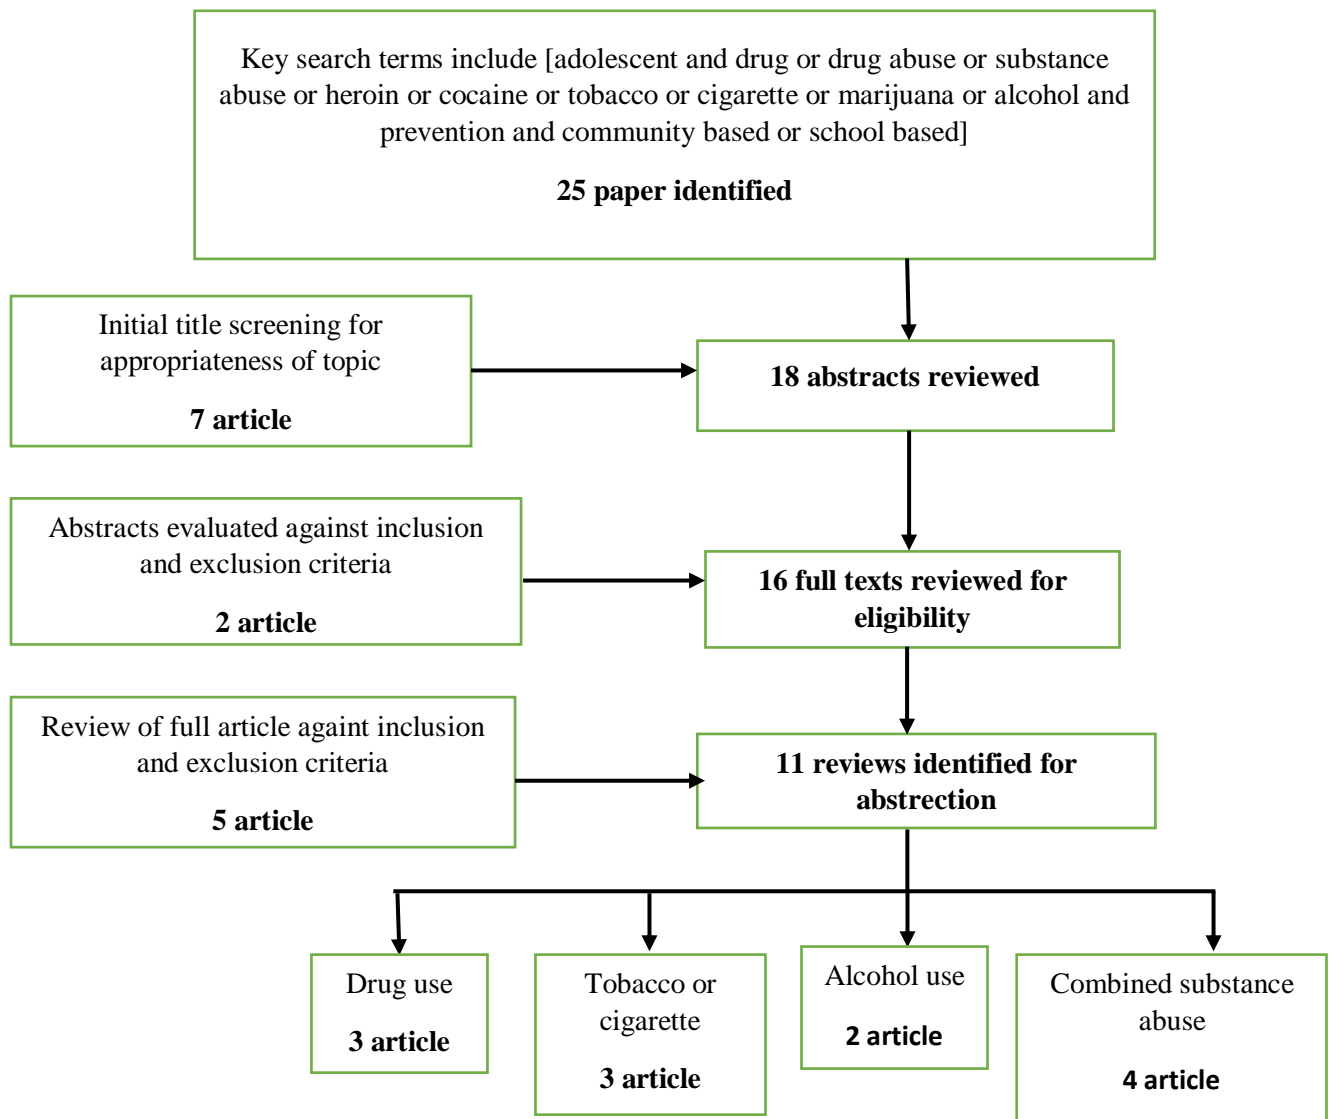 Key search terms include [adolescent and drug or drug abuse or substance
abuse or heroin or cocaine or tobacco or cigarette or marijuana or alcohol and
prevention and community based or school based]
25 paper identified
Initial title screening for
appropriateness of topic
7 article
18 abstracts reviewed
Abstracts evaluated against inclusion
and exclusion criteria
2 article
16 full texts reviewed for
eligibility
Review of full article againt inclusion
and exclusion criteria
5 article
11 reviews identified for
abstrection
Drug use
3 article
Tobacco or
cigarette
3 article
Alcohol use
2 article
Combined substance
abuse
4 article